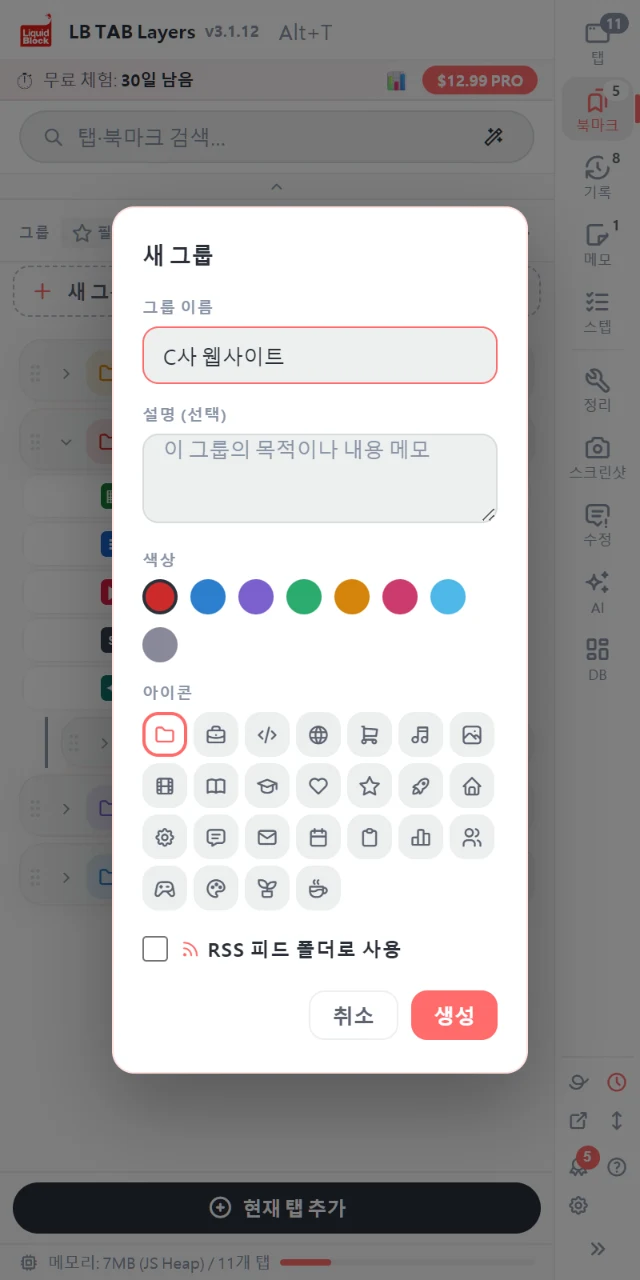 Liquid Block LB TAB Layers v3.1.12 Alt+T
무료 체험: 30일 남음 $12.99 PRO
탭·북마크 검색...
그룹
새 그룹
그룹 이름
C사 웹사이트
설명 (선택)
이 그룹의 목적이나 내용 메모
색상
아이콘
RSS 피드 폴더로 사용
취소 생성
현재 탭 추가
메모리: 7MB (JS Heap) / 11개 탭
11
탭
5
북마크
8
기록
1
메모
스텝
정리
스크린샷
수정
AI
DB
5